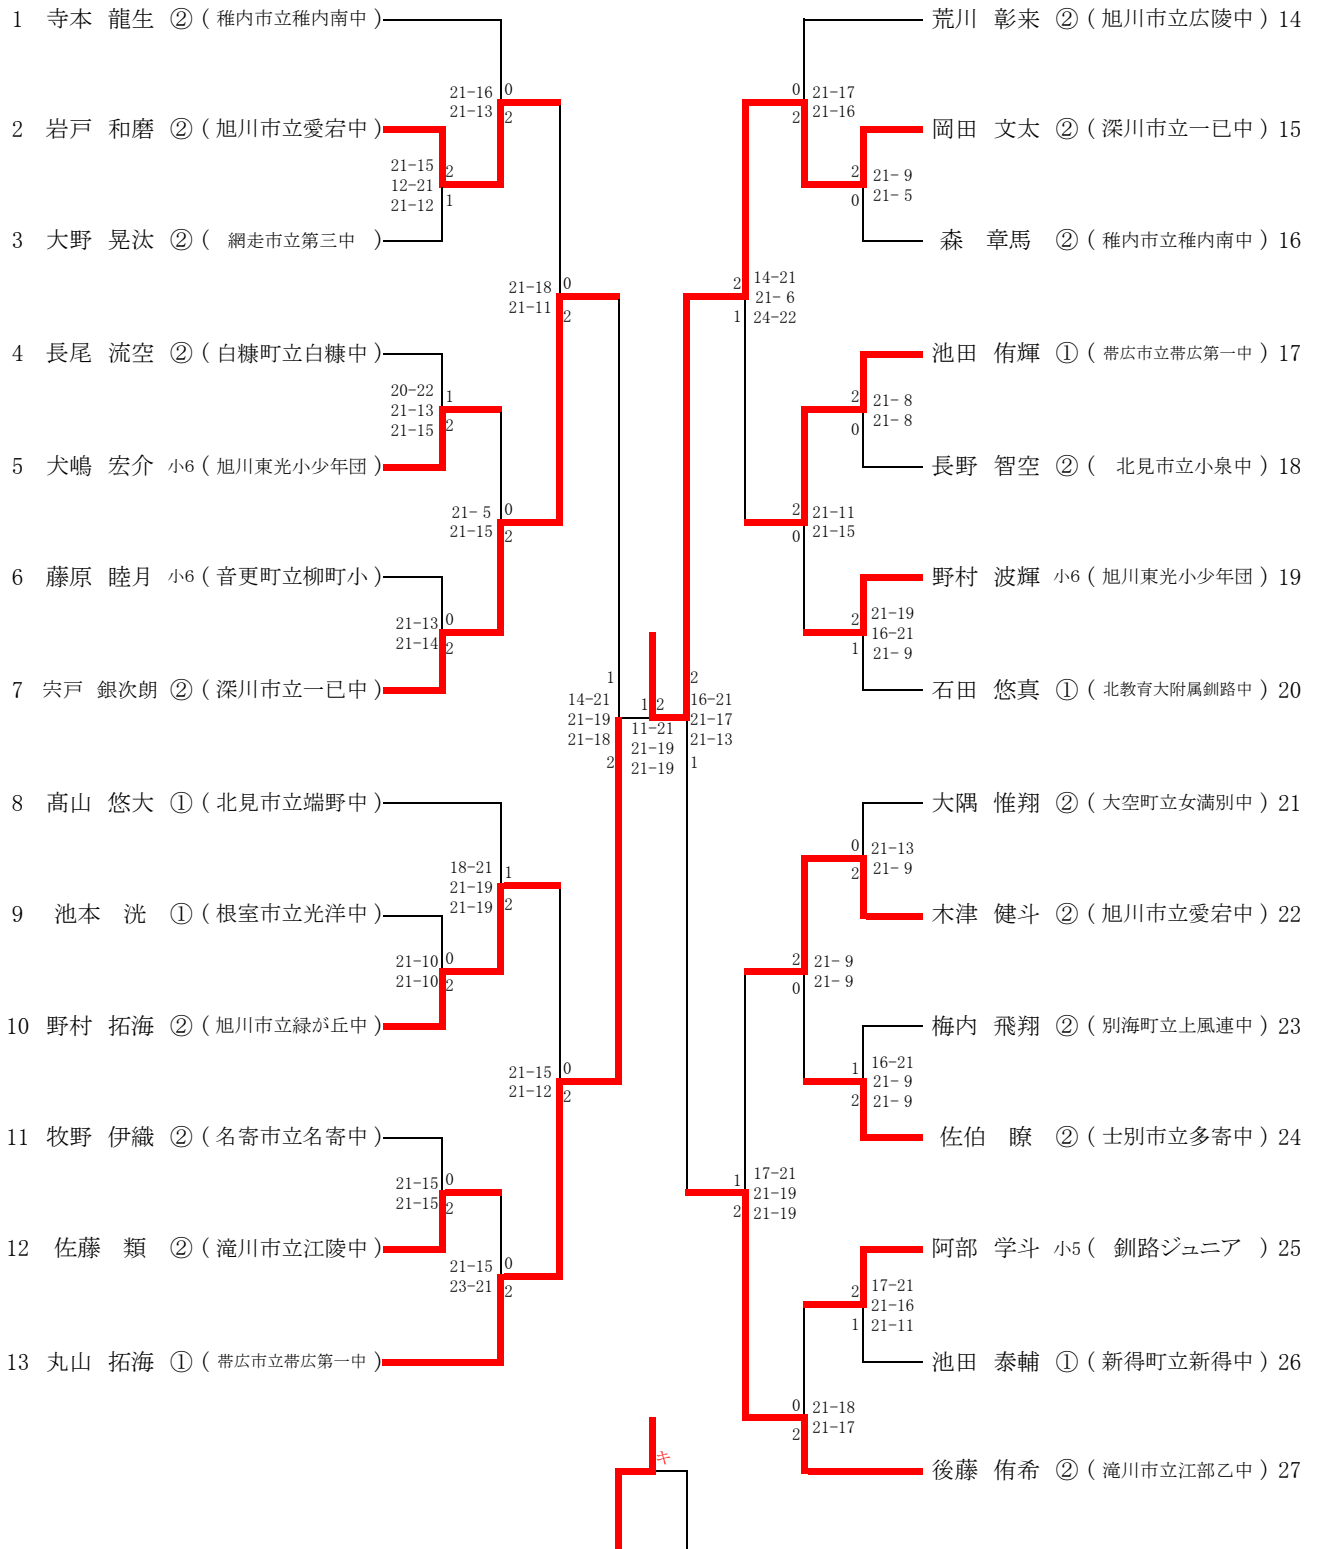 1 寺本 龍生 ② ( 稚内市立稚内南中 )
21-16 0
21-13 2
2 岩戸 和磨 ② ( 旭川市立愛宕中 )
21-15 2
12-21
21-12 1
3 大野 晃汰 ② ( 網走市立第三中 )
21-18 0
21-11 2
4 長尾 流空 ② ( 白糠町立白糠中 )
20-22 1
21-13
21-15 2
5 犬嶋 宏介 小6 ( 旭川東光小少年団 )
21- 5 0
21-15 2
6 藤原 睦月 小6 ( 音更町立柳町小 )
21-13 0
21-14 2
7 宍戸 銀次朗 ② ( 深川市立一已中 )
1
14-21
21-19
21-18
2
8 髙山 悠大 ① ( 北見市立端野中 )
18-21 1
21-19
21-19 2
9 池本 洸 ① ( 根室市立光洋中 )
21-10 0
21-10 2
10 野村 拓海 ② ( 旭川市立緑が丘中 )
21-15 0
21-12 2
11 牧野 伊織 ② ( 名寄市立名寄中 )
21-15 0
21-15 2
12 佐藤 類 ② ( 滝川市立江陵中 )
21-15 0
23-21 2
13 丸山 拓海 ① ( 帯広市立帯広第一中 )
1 2
11-21
21-19
21-19
キ
荒川 彰来 ② ( 旭川市立広陵中 ) 14
0 21-17
2 21-16
岡田 文太 ② ( 深川市立一已中 ) 15
2 21- 9
0 21- 5
森 章馬 ② ( 稚内市立稚内南中 ) 16
2 14-21
21- 6
1 24-22
池田 侑輝 ① ( 帯広市立帯広第一中 ) 17
2 21- 8
0 21- 8
長野 智空 ② ( 北見市立小泉中 ) 18
2 21-11
0 21-15
野村 波輝 小6 ( 旭川東光小少年団 ) 19
2 21-19
16-21
1 21- 9
石田 悠真 ① ( 北教育大附属釧路中 ) 20
2
16-21
21-17
21-13
1
大隅 惟翔 ② ( 大空町立女満別中 ) 21
0 21-13
2 21- 9
木津 健斗 ② ( 旭川市立愛宕中 ) 22
2 21- 9
0 21- 9
梅内 飛翔 ② ( 別海町立上風連中 ) 23
1 16-21
21- 9
2 21- 9
佐伯 瞭 ② ( 士別市立多寄中 ) 24
1 17-21
21-19
2 21-19
阿部 学斗 小5 ( 釧路ジュニア ) 25
2 17-21
21-16
1 21-11
池田 泰輔 ① ( 新得町立新得中 ) 26
0 21-18
2 21-17
後藤 侑希 ② ( 滝川市立江部乙中 ) 27